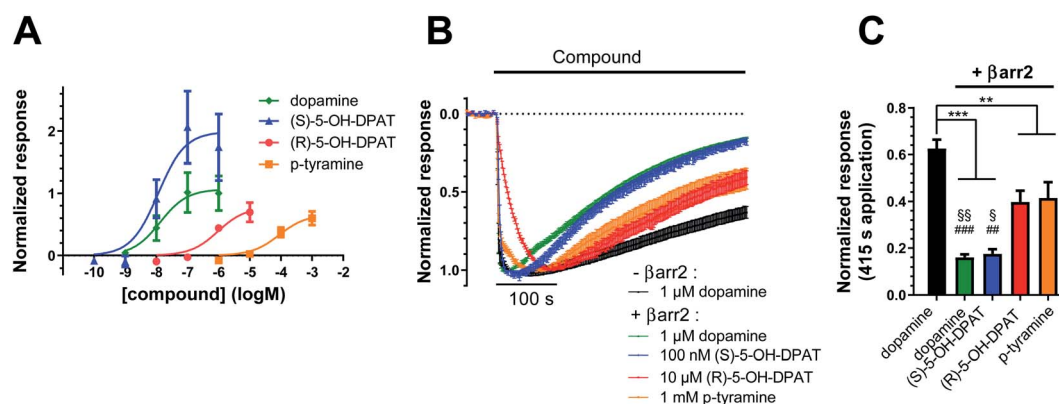 A
Normalized response
2
1
0
-10
-9
-8
-7
-6
-5
-4
-3
-2
[compound] (logM)
dopamine
(S)-5-OH-DPAT
(R)-5-OH-DPAT
p-tyramine
B
Compound
Normalized response
0.0
0.5
1.0
100 s
- βarr2 :
1 µM dopamine
+ βarr2 :
1 µM dopamine
100 nM (S)-5-OH-DPAT
10 µM (R)-5-OH-DPAT
1 mM p-tyramine
C
+ βarr2
Normalized response
(415 s application)
0.8
0.6
0.4
0.2
0.0
**
***
§§
###
§
##
dopamine
dopamine
(S)-5-OH-DPAT
(R)-5-OH-DPAT
p-tyramine